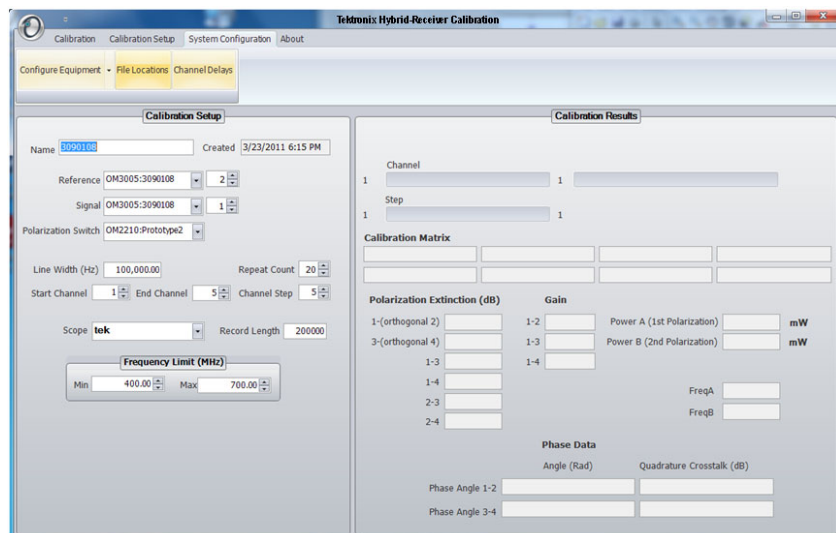 Tektronix Hybrid-Receiver Calibration
Calibration Calibration Setup System Configuration About
Configure Equipment File Locations Channel Delays
Calibration Setup
Name 3090108 Created 3/23/2011 6:15 PM
Reference OM3005:3090108 2
Signal OM3005:3090108 1
Polarization Switch OM2210:Prototype2
Line Width (Hz) 100,000.00 Repeat Count 20
Start Channel 1 End Channel 5 Channel Step 5
Scope tek Record Length 200000
Frequency Limit (MHz)
Min 400.00 Max 700.00
Calibration Results
Channel
1 1
Step
1 1
Calibration Matrix
Polarization Extinction (dB) Gain
1-(orthogonal 2) 1-2 Power A (1st Polarization) mW
3-(orthogonal 4) 1-3 Power B (2nd Polarization) mW
1-3 1-4
1-4 FreqA
2-3 FreqB
2-4
Phase Data
Angle (Rad) Quadrature Crosstalk (dB)
Phase Angle 1-2
Phase Angle 3-4